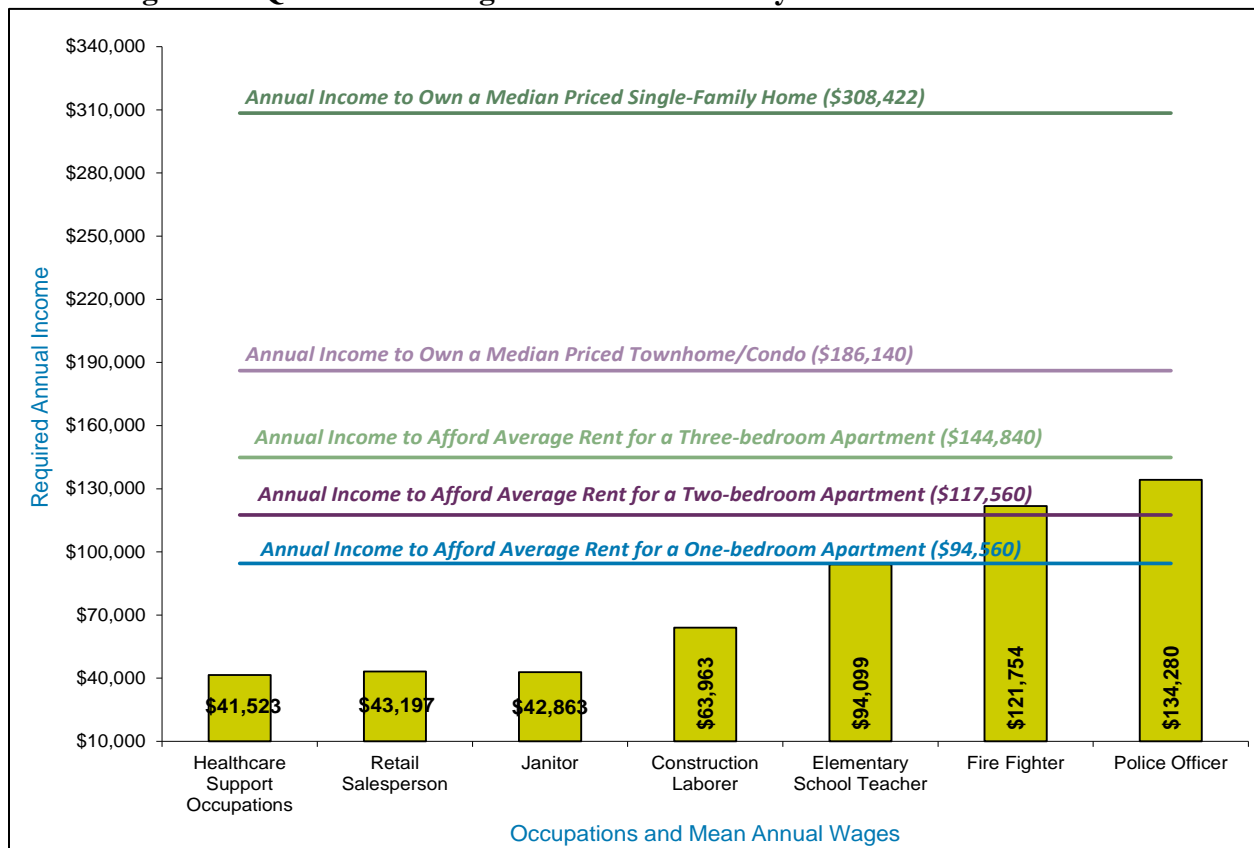 $340,000
$310,000
$280,000
$250,000
$220,000
$190,000
$160,000
$130,000
$100,000
$70,000
$40,000
$10,000
Required Annual Income
Annual Income to Own a Median Priced Single-Family Home ($308,422)
Annual Income to Own a Median Priced Townhome/Condo ($186,140)
Annual Income to Afford Average Rent for a Three-bedroom Apartment ($144,840)
Annual Income to Afford Average Rent for a Two-bedroom Apartment ($117,560)
Annual Income to Afford Average Rent for a One-bedroom Apartment ($94,560)
$41,523
$43,197
$42,863
$63,963
$94,099
$121,754
$134,280
Healthcare
Support
Occupations
Retail
Salesperson
Janitor
Construction
Laborer
Elementary
School Teacher
Fire Fighter
Police Officer
Occupations and Mean Annual Wages